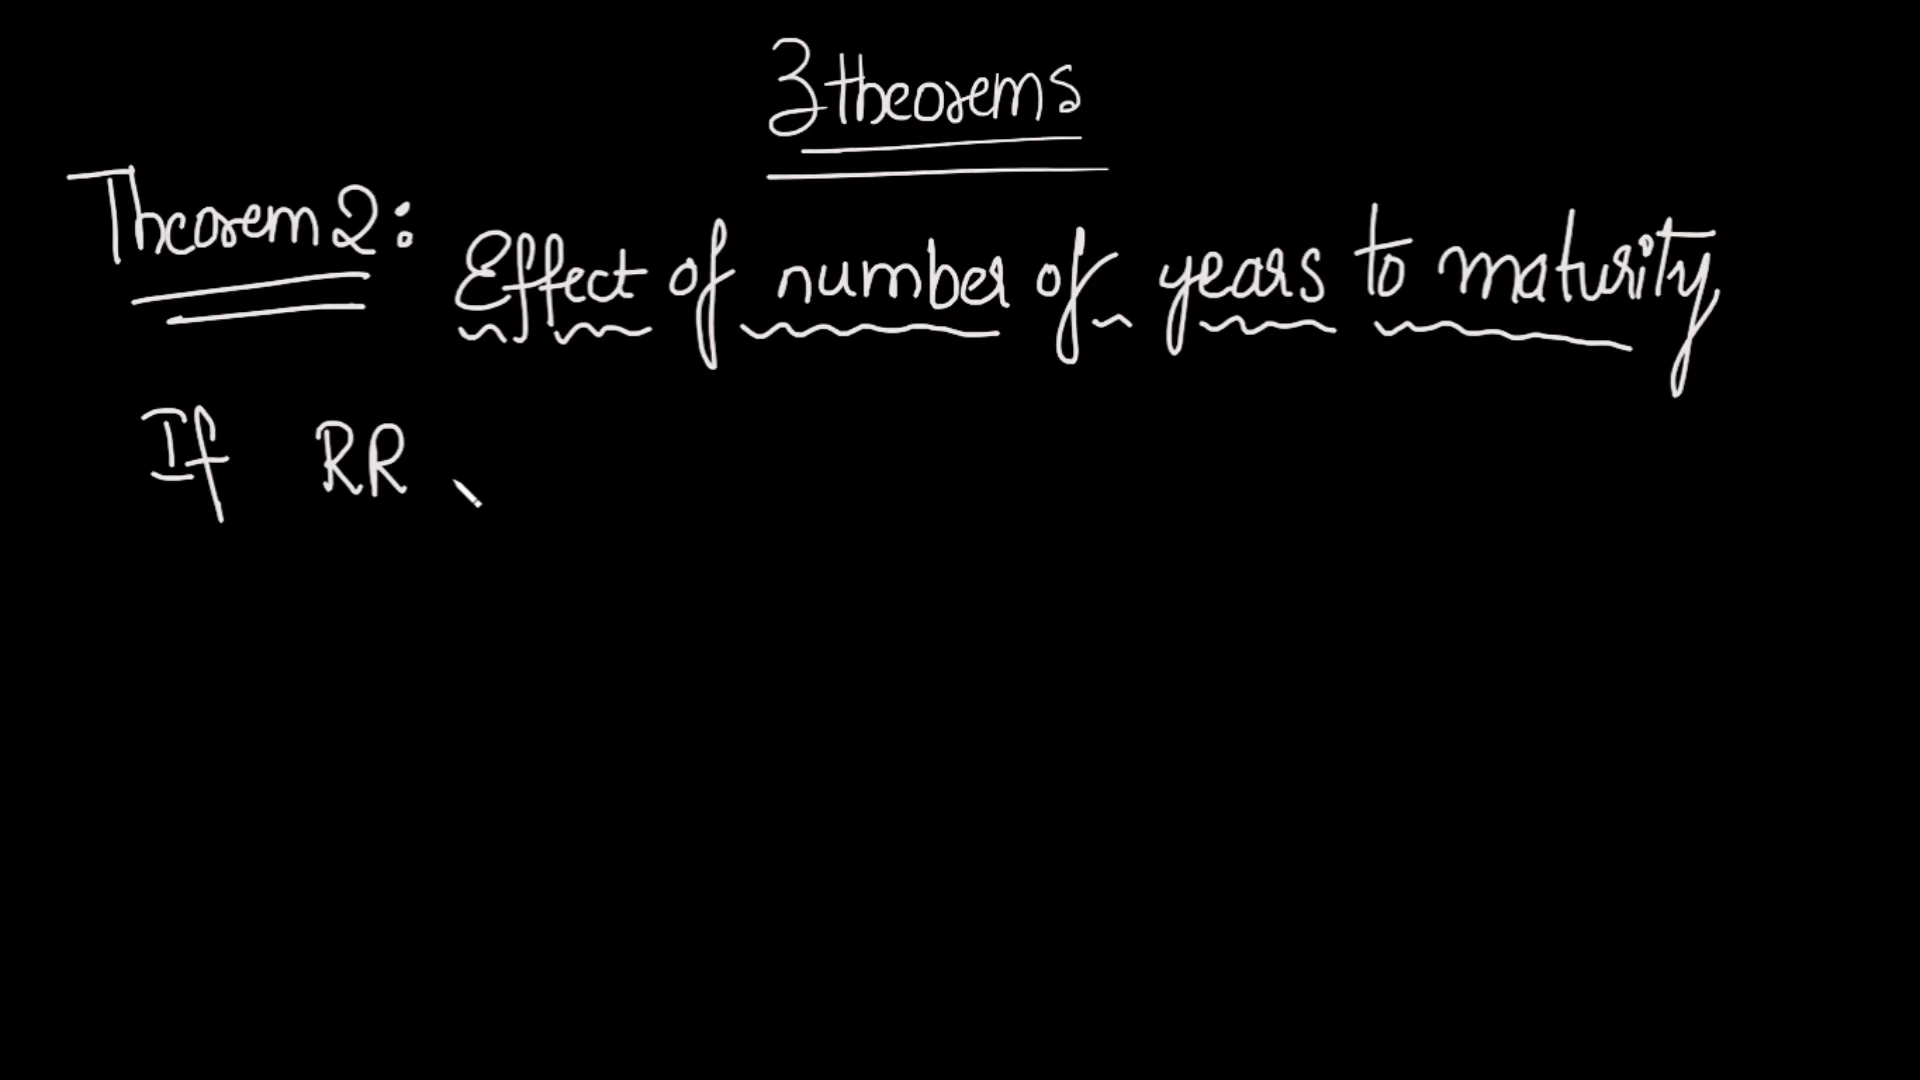 3 theorems
Theorem 2: Effect of number of years to maturity
If RR